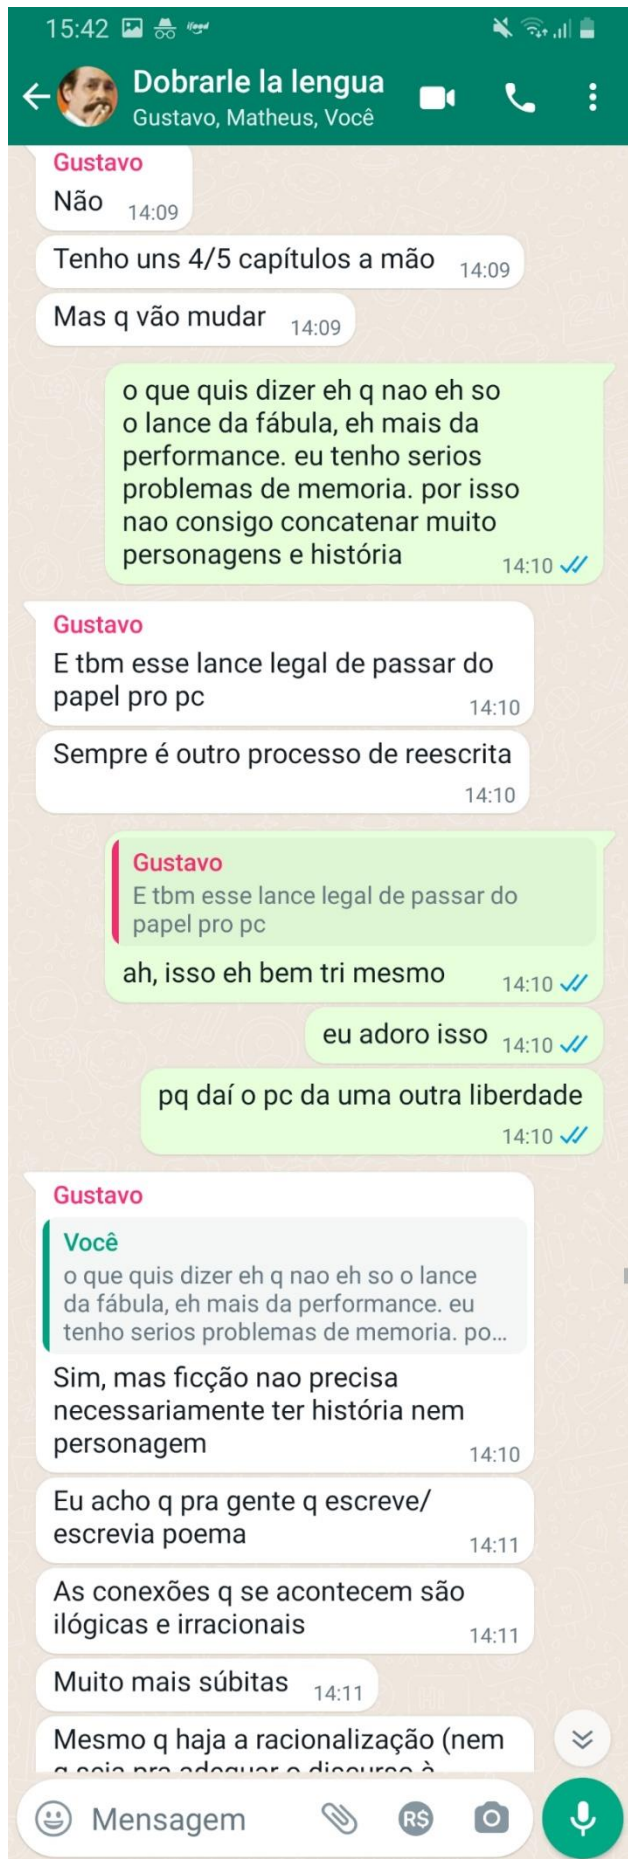 15:42 ifood
Dobrarle la lengua
Gustavo, Matheus, Você
Gustavo
Não 14:09
Tenho uns 4/5 capítulos a mão 14:09
Mas q vão mudar 14:09
o que quis dizer eh q nao eh so
o lance da fábula, eh mais da
performance. eu tenho serios
problemas de memoria. por isso
nao consigo concatenar muito
personagens e história 14:10
Gustavo
E tbm esse lance legal de passar do
papel pro pc 14:10
Sempre é outro processo de reescrita
14:10
Gustavo
E tbm esse lance legal de passar do
papel pro pc
ah, isso eh bem tri mesmo 14:10
eu adoro isso 14:10
pq daí o pc da uma outra liberdade
14:10
Gustavo
Você
o que quis dizer eh q nao eh so o lance
da fábula, eh mais da performance. eu
tenho serios problemas de memoria. po...
Sim, mas ficção nao precisa
necessariamente ter história nem
personagem 14:10
Eu acho q pra gente q escreve/
escrevia poema 14:11
As conexões q se acontecem são
ilógicas e irracionais 14:11
Muito mais súbitas 14:11
Mesmo q haja a racionalização (nem
q seja pra adequar o discurso à
Mensagem R$